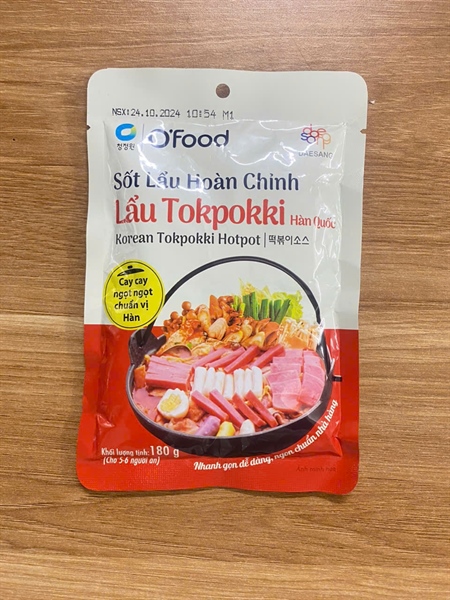 NSX:24.10.2024 10:54 M1
청정원
O'Food
daesang
DAESANG
Sốt Lẩu Hoàn Chỉnh
Lẩu Tokpokki Hàn Quốc
Korean Tokpokki Hotpot | 떡볶이소스
Cay cay
ngọt ngọt
chuẩn vị
Hàn
Khối lượng tịnh: 180 g
(Cho 5-6 người ăn)
Nhanh gọn dễ dàng, ngon chuẩn nhà hàng